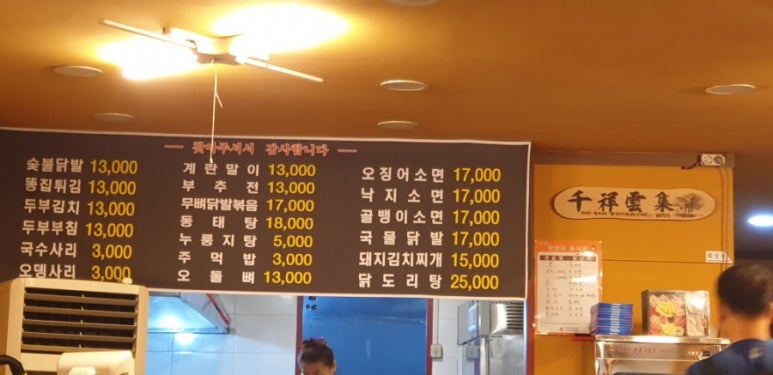 찾아주셔서 감사합니다
숯불닭발 13,000
똥집튀김 13,000
두부김치 13,000
두부부침 13,000
국수사리 3,000
오뎅사리 3,000
계란말이 13,000
부추전 13,000
무뼈닭발볶음 17,000
동태탕 18,000
누룽지탕 5,000
주먹밥 3,000
오돌뼈 13,000
오징어소면 17,000
낙지소면 17,000
골뱅이소면 17,000
국물닭발 17,000
돼지김치찌개 15,000
닭도리탕 25,000
千祥雲集
원산지 표시판